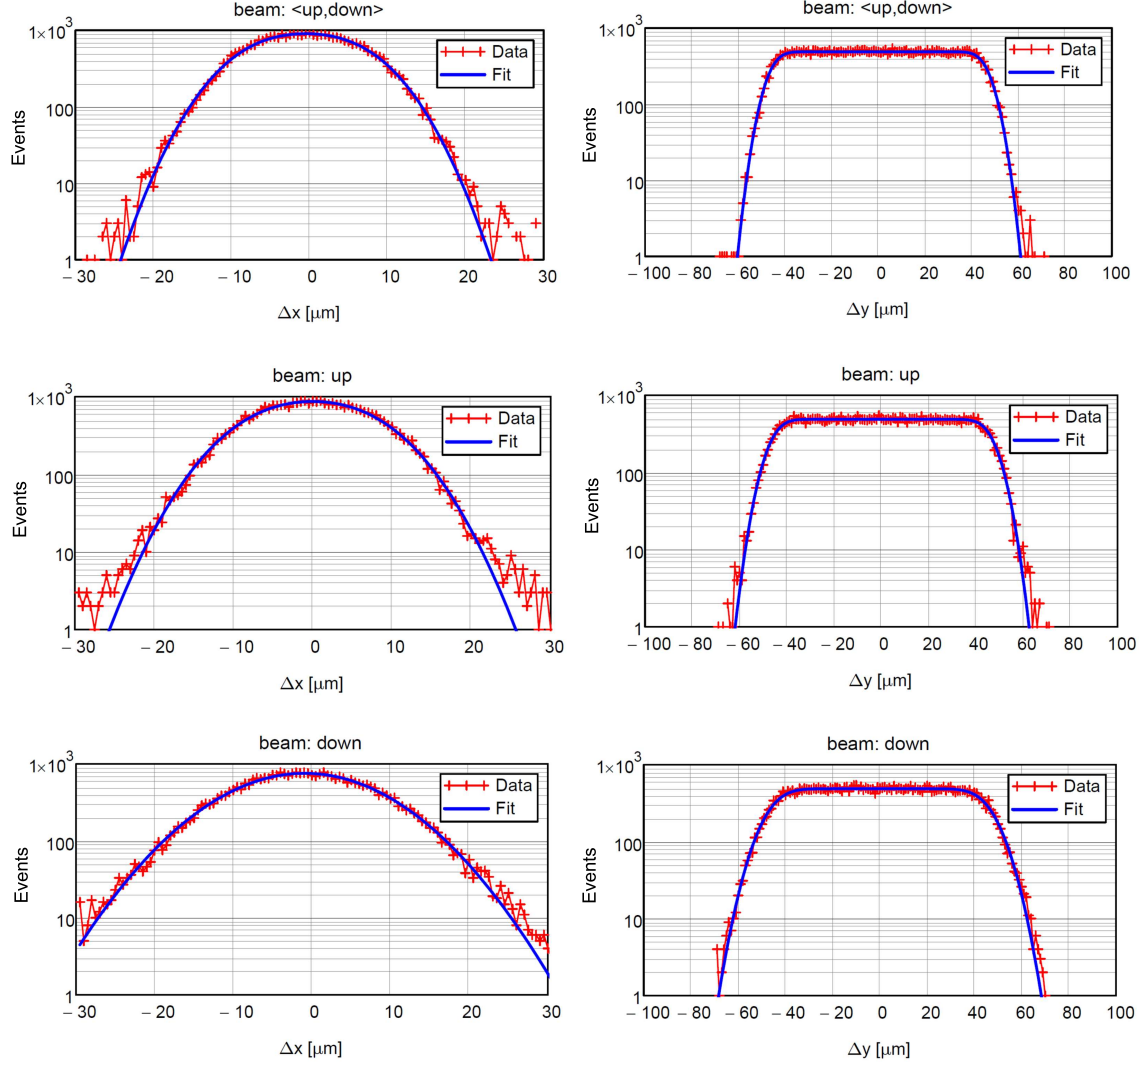 beam: <up,down>
1×10³
100
10
1
Events
Data
Fit
− 30 − 20 − 10 0 10 20 30
Δx [μm]
beam: <up,down>
1×10³
100
10
1
Events
Data
Fit
− 100 − 80 − 60 − 40 − 20 0 20 40 60 80 100
Δy [μm]
beam: up
1×10³
100
10
1
Events
Data
Fit
− 30 − 20 − 10 0 10 20 30
Δx [μm]
beam: up
1×10³
100
10
1
Events
Data
Fit
− 100 − 80 − 60 − 40 − 20 0 20 40 60 80 100
Δy [μm]
beam: down
1×10³
100
10
1
Events
Data
Fit
− 30 − 20 − 10 0 10 20 30
Δx [μm]
beam: down
1×10³
100
10
1
Events
Data
Fit
− 100 − 80 − 60 − 40 − 20 0 20 40 60 80 100
Δy [μm]